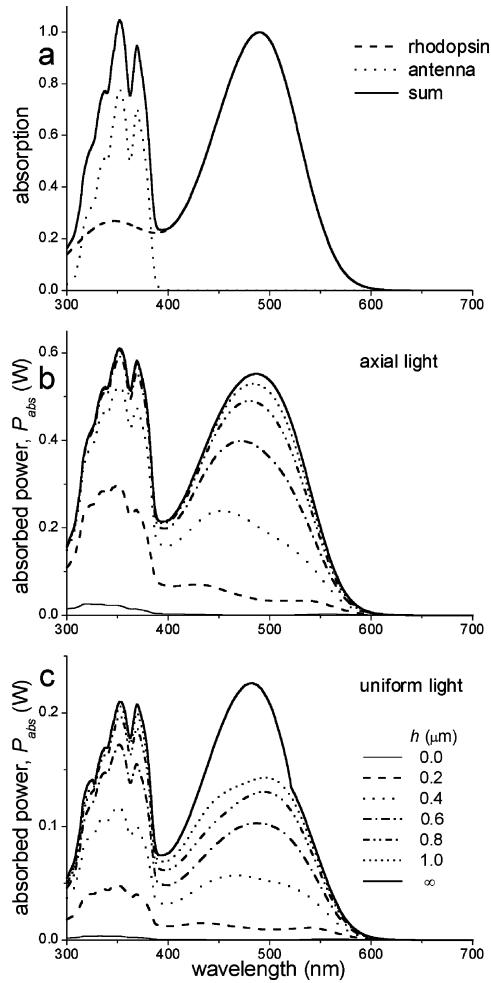 a
1.0
0.8
0.6
0.4
0.2
0.0
absorption
rhodopsin
antenna
sum
300 400 500 600 700
b
axial light
0.6
0.4
0.2
0.0
absorbed power, P_abs (W)
300 400 500 600 700
c
uniform light
0.2
0.1
0.0
absorbed power, P_abs (W)
h (μm)
0.0
0.2
0.4
0.6
0.8
1.0
∞
300 400 500 600 700
wavelength (nm)